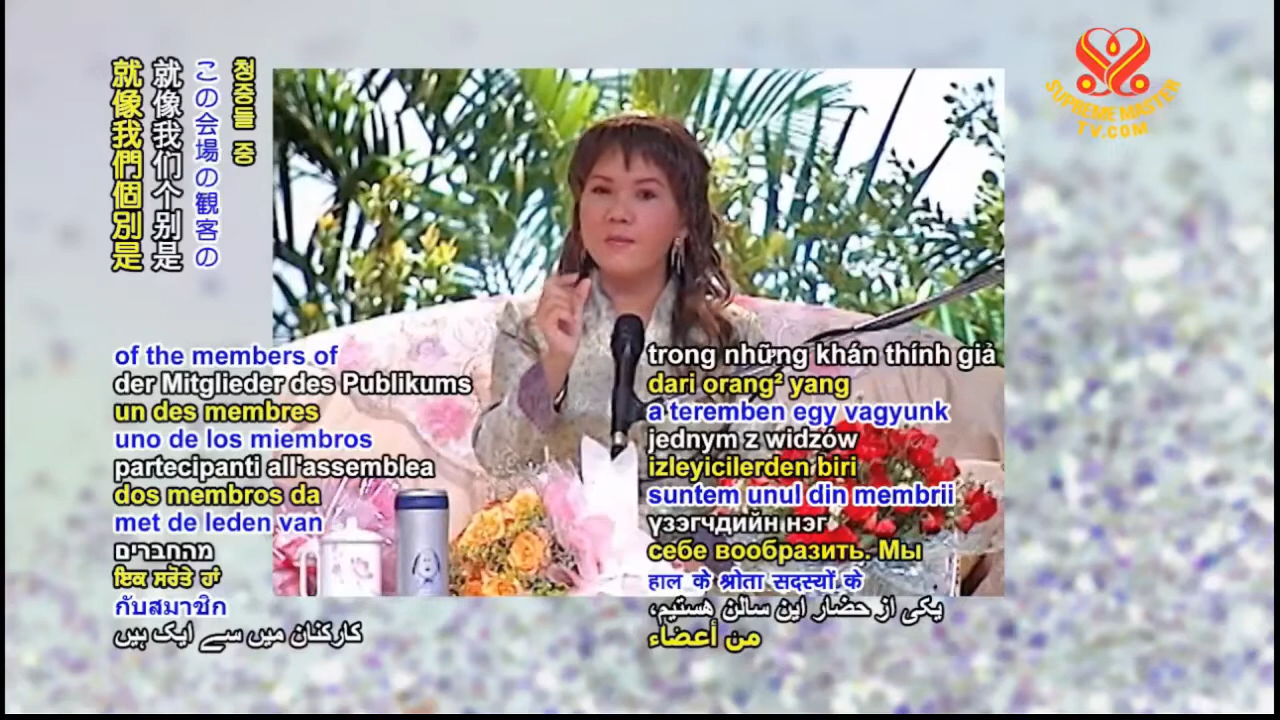 청중들 중
この会場の観客の
就像我们个别是
就像我們個別是
SUPREME MASTER
TV.COM
of the members of
der Mitglieder des Publikums
un des membres
uno de los miembros
partecipanti all'assemblea
dos membros da
met de leden van
מהחברים
ਇਕ ਸਰੋਤੇ ਹਾਂ
กับสมาชิก
کارکنان میں سے ایک ہیں
trong những khán thính giả
dari orang² yang
a teremben egy vagyunk
jednym z widzów
izleyicilerden biri
suntem unul din membrii
үзэгчдийн нэг
себе вообразить. Мы
हाल के श्रोता सदस्यों के
یکی از حضار این سالن هستیم،
من أعضاء